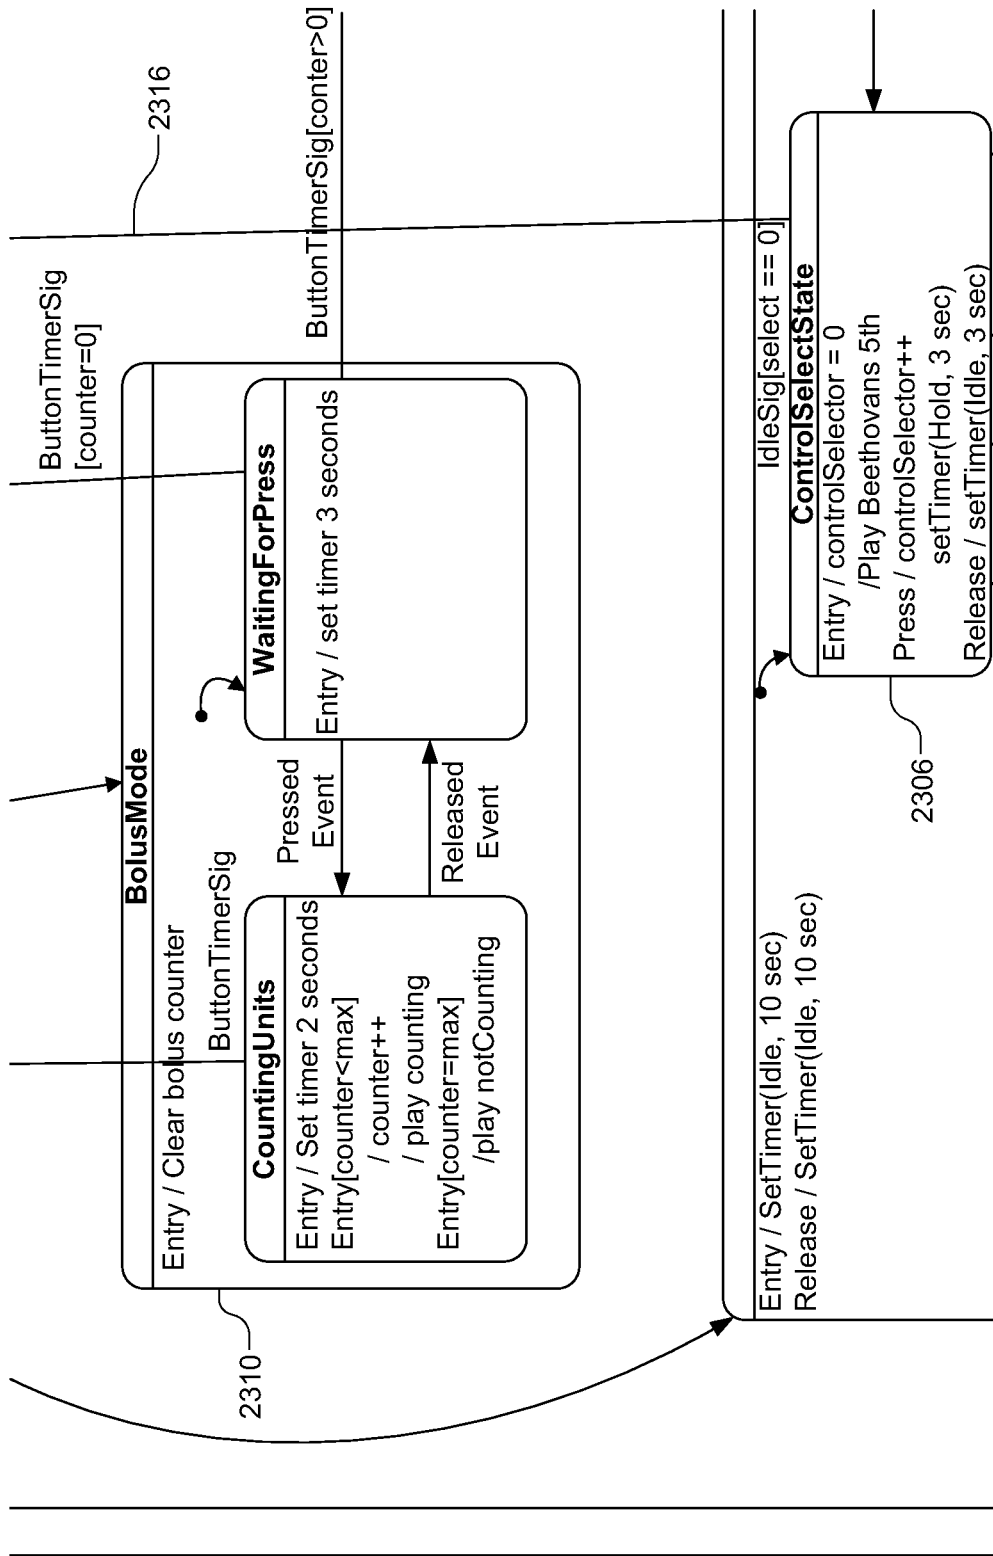 2310
BolusMode
Entry / Clear bolus counter
ButtonTimerSig
CountingUnits
Entry / Set timer 2 seconds
Entry[counter<max]
/ counter++
/ play counting
Entry[counter=max]
/play notCounting
Pressed
Event
Released
Event
WaitingForPress
Entry / set timer 3 seconds
ButtonTimerSig
[counter=0]
2316
ButtonTimerSig[conter>0]
Entry / SetTimer(Idle, 10 sec)
Release / SetTimer(Idle, 10 sec)
2306
IdleSig[select == 0]
ControlSelectState
Entry / controlSelector = 0
/Play Beethovans 5th
Press / controlSelector++
setTimer(Hold, 3 sec)
Release / setTimer(Idle, 3 sec)